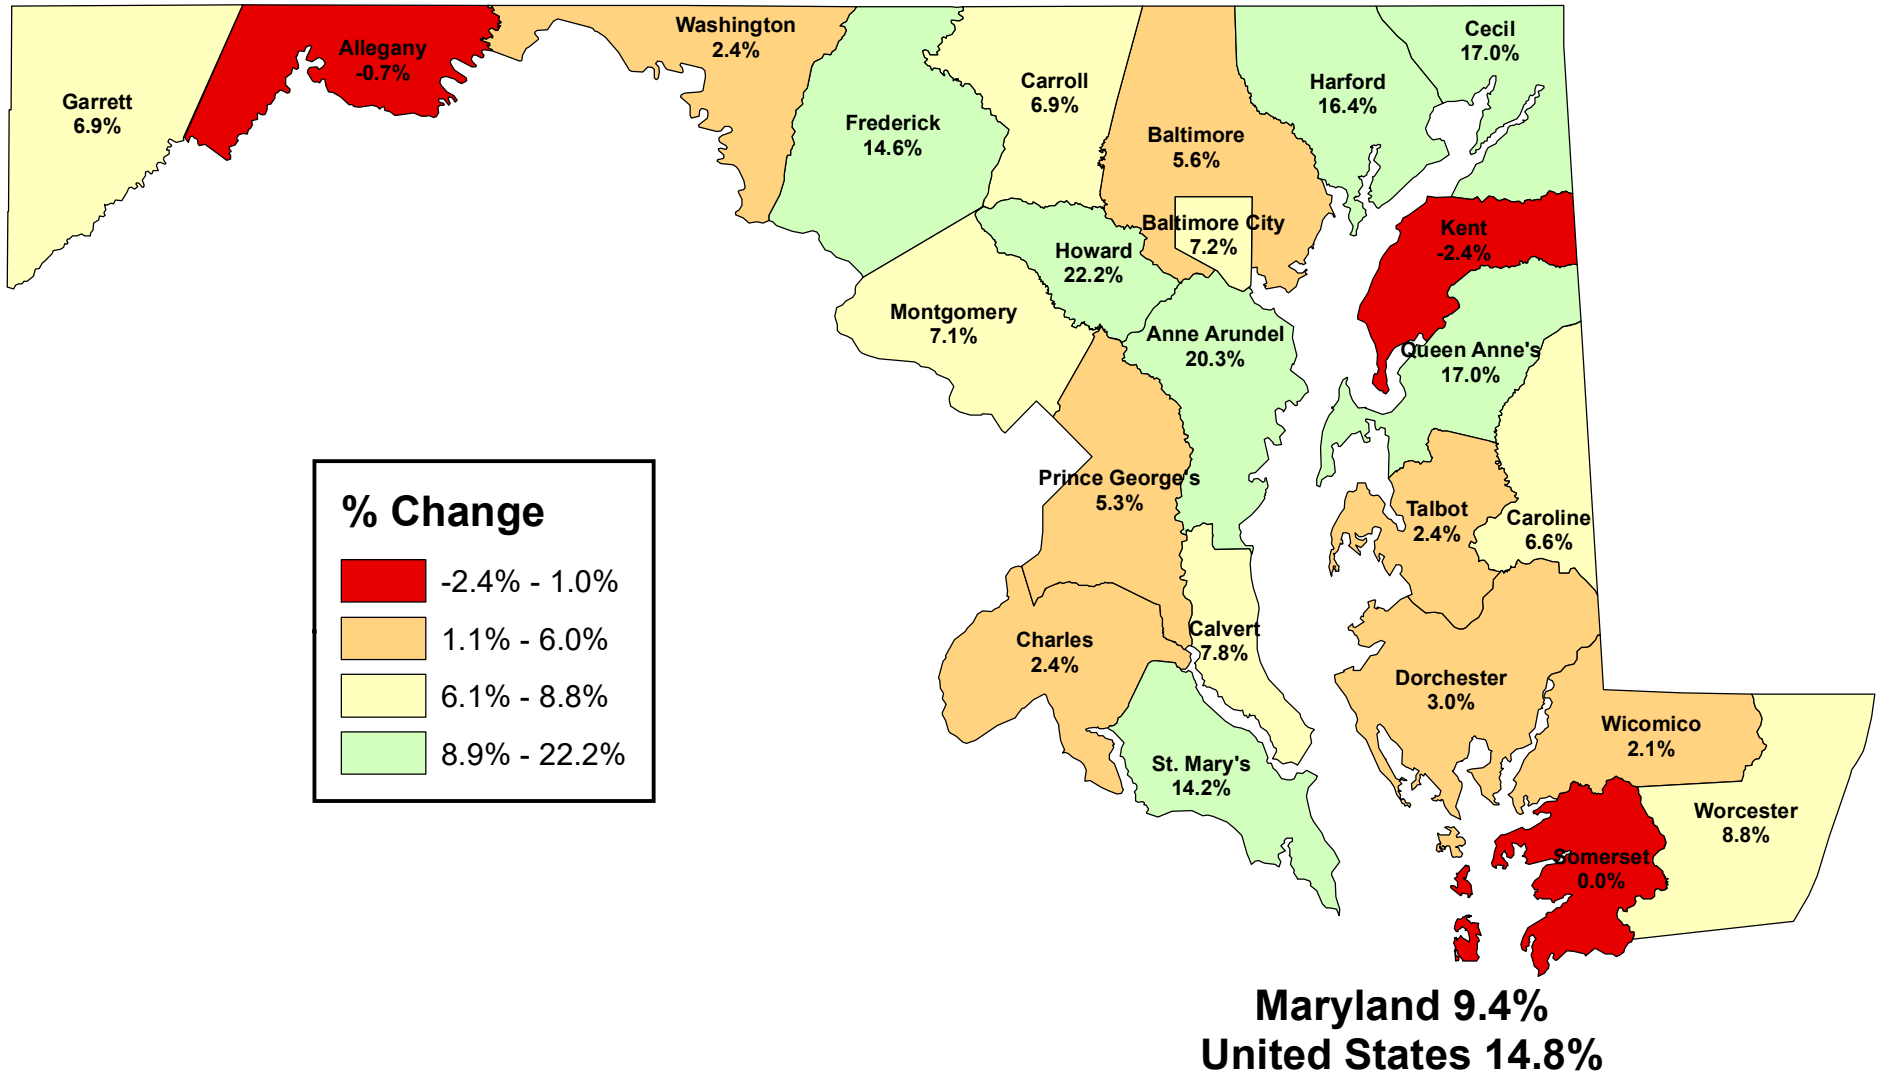 Washington
2.4%
Allegany
-0.7%
Garrett
6.9%
Frederick
14.6%
Carroll
6.9%
Baltimore
5.6%
Harford
16.4%
Cecil
17.0%
Baltimore City
7.2%
Kent
-2.4%
Howard
22.2%
Montgomery
7.1%
Anne Arundel
20.3%
Queen Anne's
17.0%
Prince George's
5.3%
Talbot
2.4%
Caroline
6.6%
Charles
2.4%
Calvert
7.8%
Dorchester
3.0%
Wicomico
2.1%
St. Mary's
14.2%
Worcester
8.8%
Somerset
0.0%
% Change
-2.4% - 1.0%
1.1% - 6.0%
6.1% - 8.8%
8.9% - 22.2%
Maryland 9.4%
United States 14.8%